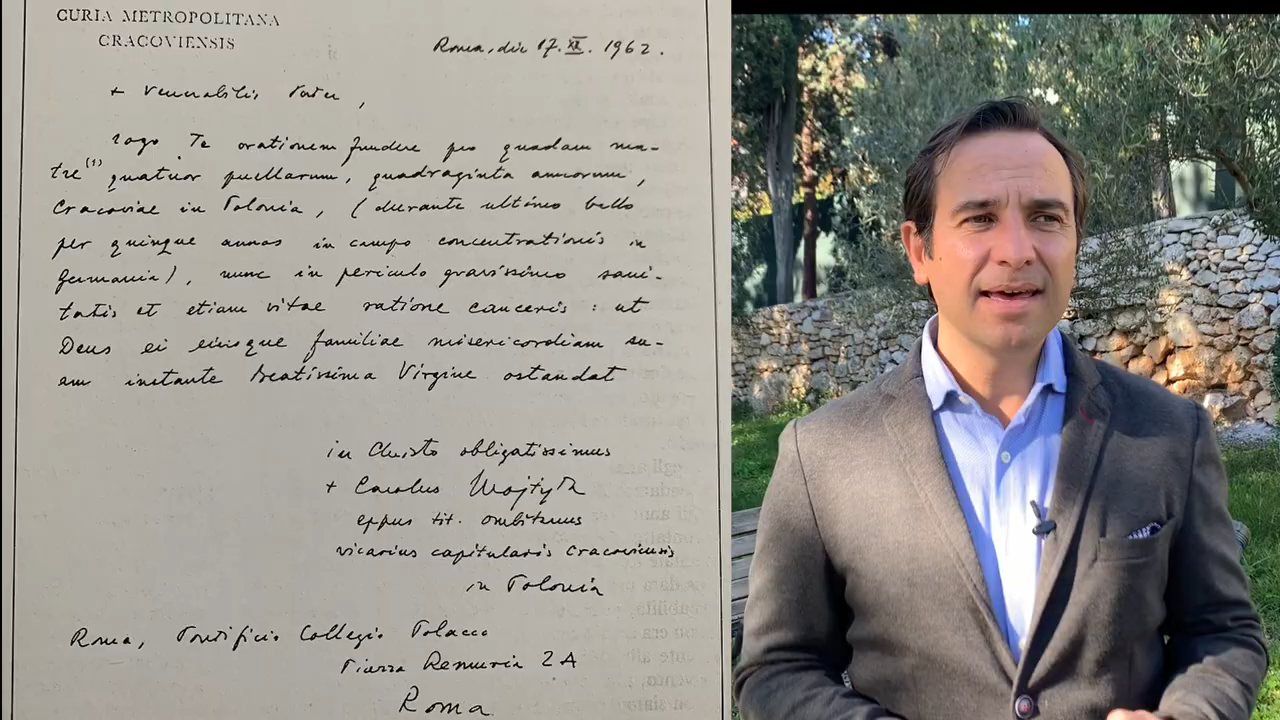 CURIA METROPOLITANA
CRACOVIENSIS
Roma, die 17. XI. 1962.
+ Venerabilis Pater,
rogo Te orationem fundere pro quadam ma-
tre (1) quatuor puellarum, quadraginta annorum,
Cracoviae in Polonia, (durante ultimo bello
per quinque annos in campo concentrationis in
Germania), nunc in periculo gravissimo sani-
tatis et etiam vitae ratione canceris : ut
Deus ei eiusque familiae misericordiam su-
am instante Beatissima Virgine ostendat
in Christo obligatissimus
+ Carolus Wojtyła
eppus tit. ombitanus
vicarius capitularis Cracoviensis
in Polonia
Roma, Pontificio Collegio Polacco
Piazza Remuria 2A
Roma